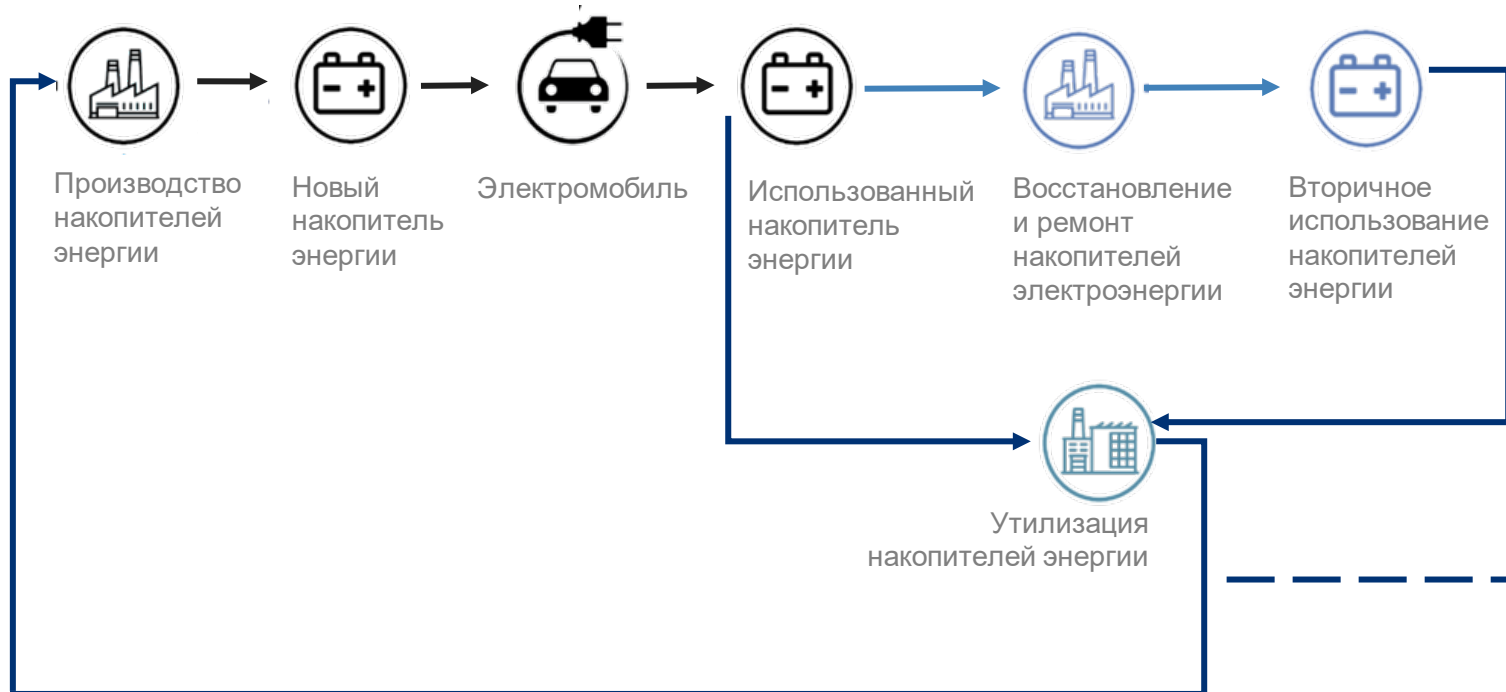 Производство
накопителей
энергии
Новый
накопитель
энергии
Электромобиль
Использованный
накопитель
энергии
Восстановление
и ремонт
накопителей
электроэнергии
Вторичное
использование
накопителей
энергии
Утилизация
накопителей энергии